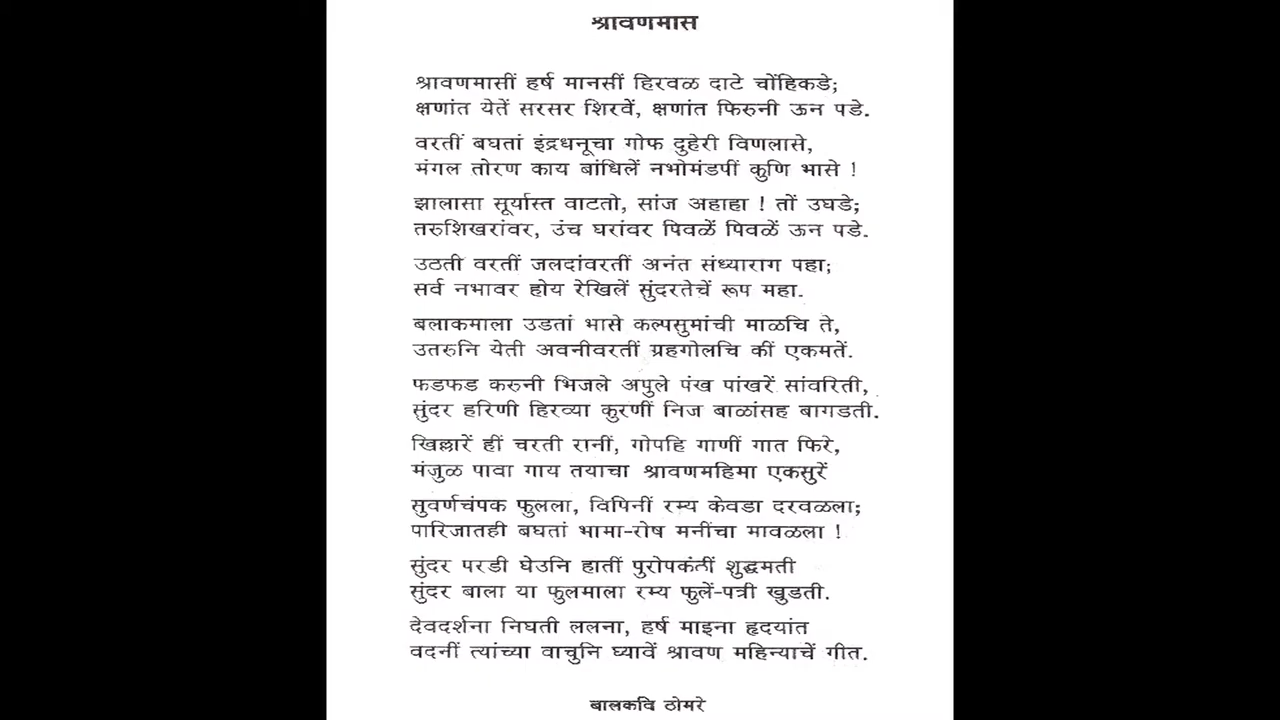 श्रावणमास
श्रावणमासीं हर्ष मानसीं हिरवळ दाटे चोंहिकडे;
क्षणांत येतें सरसर शिरवें, क्षणांत फिरुनी ऊन पडे.
वरतीं बघतां इंद्रधनूचा गोफ दुहेरी विणलासे,
मंगल तोरण काय बांधिलें नभोमंडपीं कुणि भासे !
झालासा सूर्यास्त वाटतो, सांज अहाहा ! तों उघडे;
तरुशिखरांवर, उंच घरांवर पिवळें पिवळें ऊन पडे.
उठती वरतीं जलदांवरतीं अनंत संध्याराग पहा;
सर्व नभावर होय रेखिलें सुंदरतेचें रूप महा.
बलाकमाला उडतां भासे कल्पसुमांची माळचि ते,
उतरुनि येती अवनीवरतीं ग्रहगोलचि कीं एकमतें.
फडफड करुनी भिजले अपुले पंख पांखरें सांवरिती,
सुंदर हरिणी हिरव्या कुरणीं निज बाळांसह बागडती.
खिल्लारें हीं चरती रानीं, गोपहि गाणीं गात फिरे,
मंजुळ पावा गाय तयाचा श्रावणमहिमा एकसुरें
सुवर्णचंपक फुलला, विपिनीं रम्य केवडा दरवळला;
पारिजातही बघतां भामा-रोष मनींचा मावळला !
सुंदर परडी घेउनि हातीं पुरोपकंठीं शुद्धमती
सुंदर बाला या फुलमाला रम्य फुलें-पत्री खुडती.
देवदर्शना निघती ललना, हर्ष माइना हृदयांत
वदनीं त्यांच्या वाचुनि घ्यावें श्रावण महिन्याचें गीत.
बालकवि ठोमरे